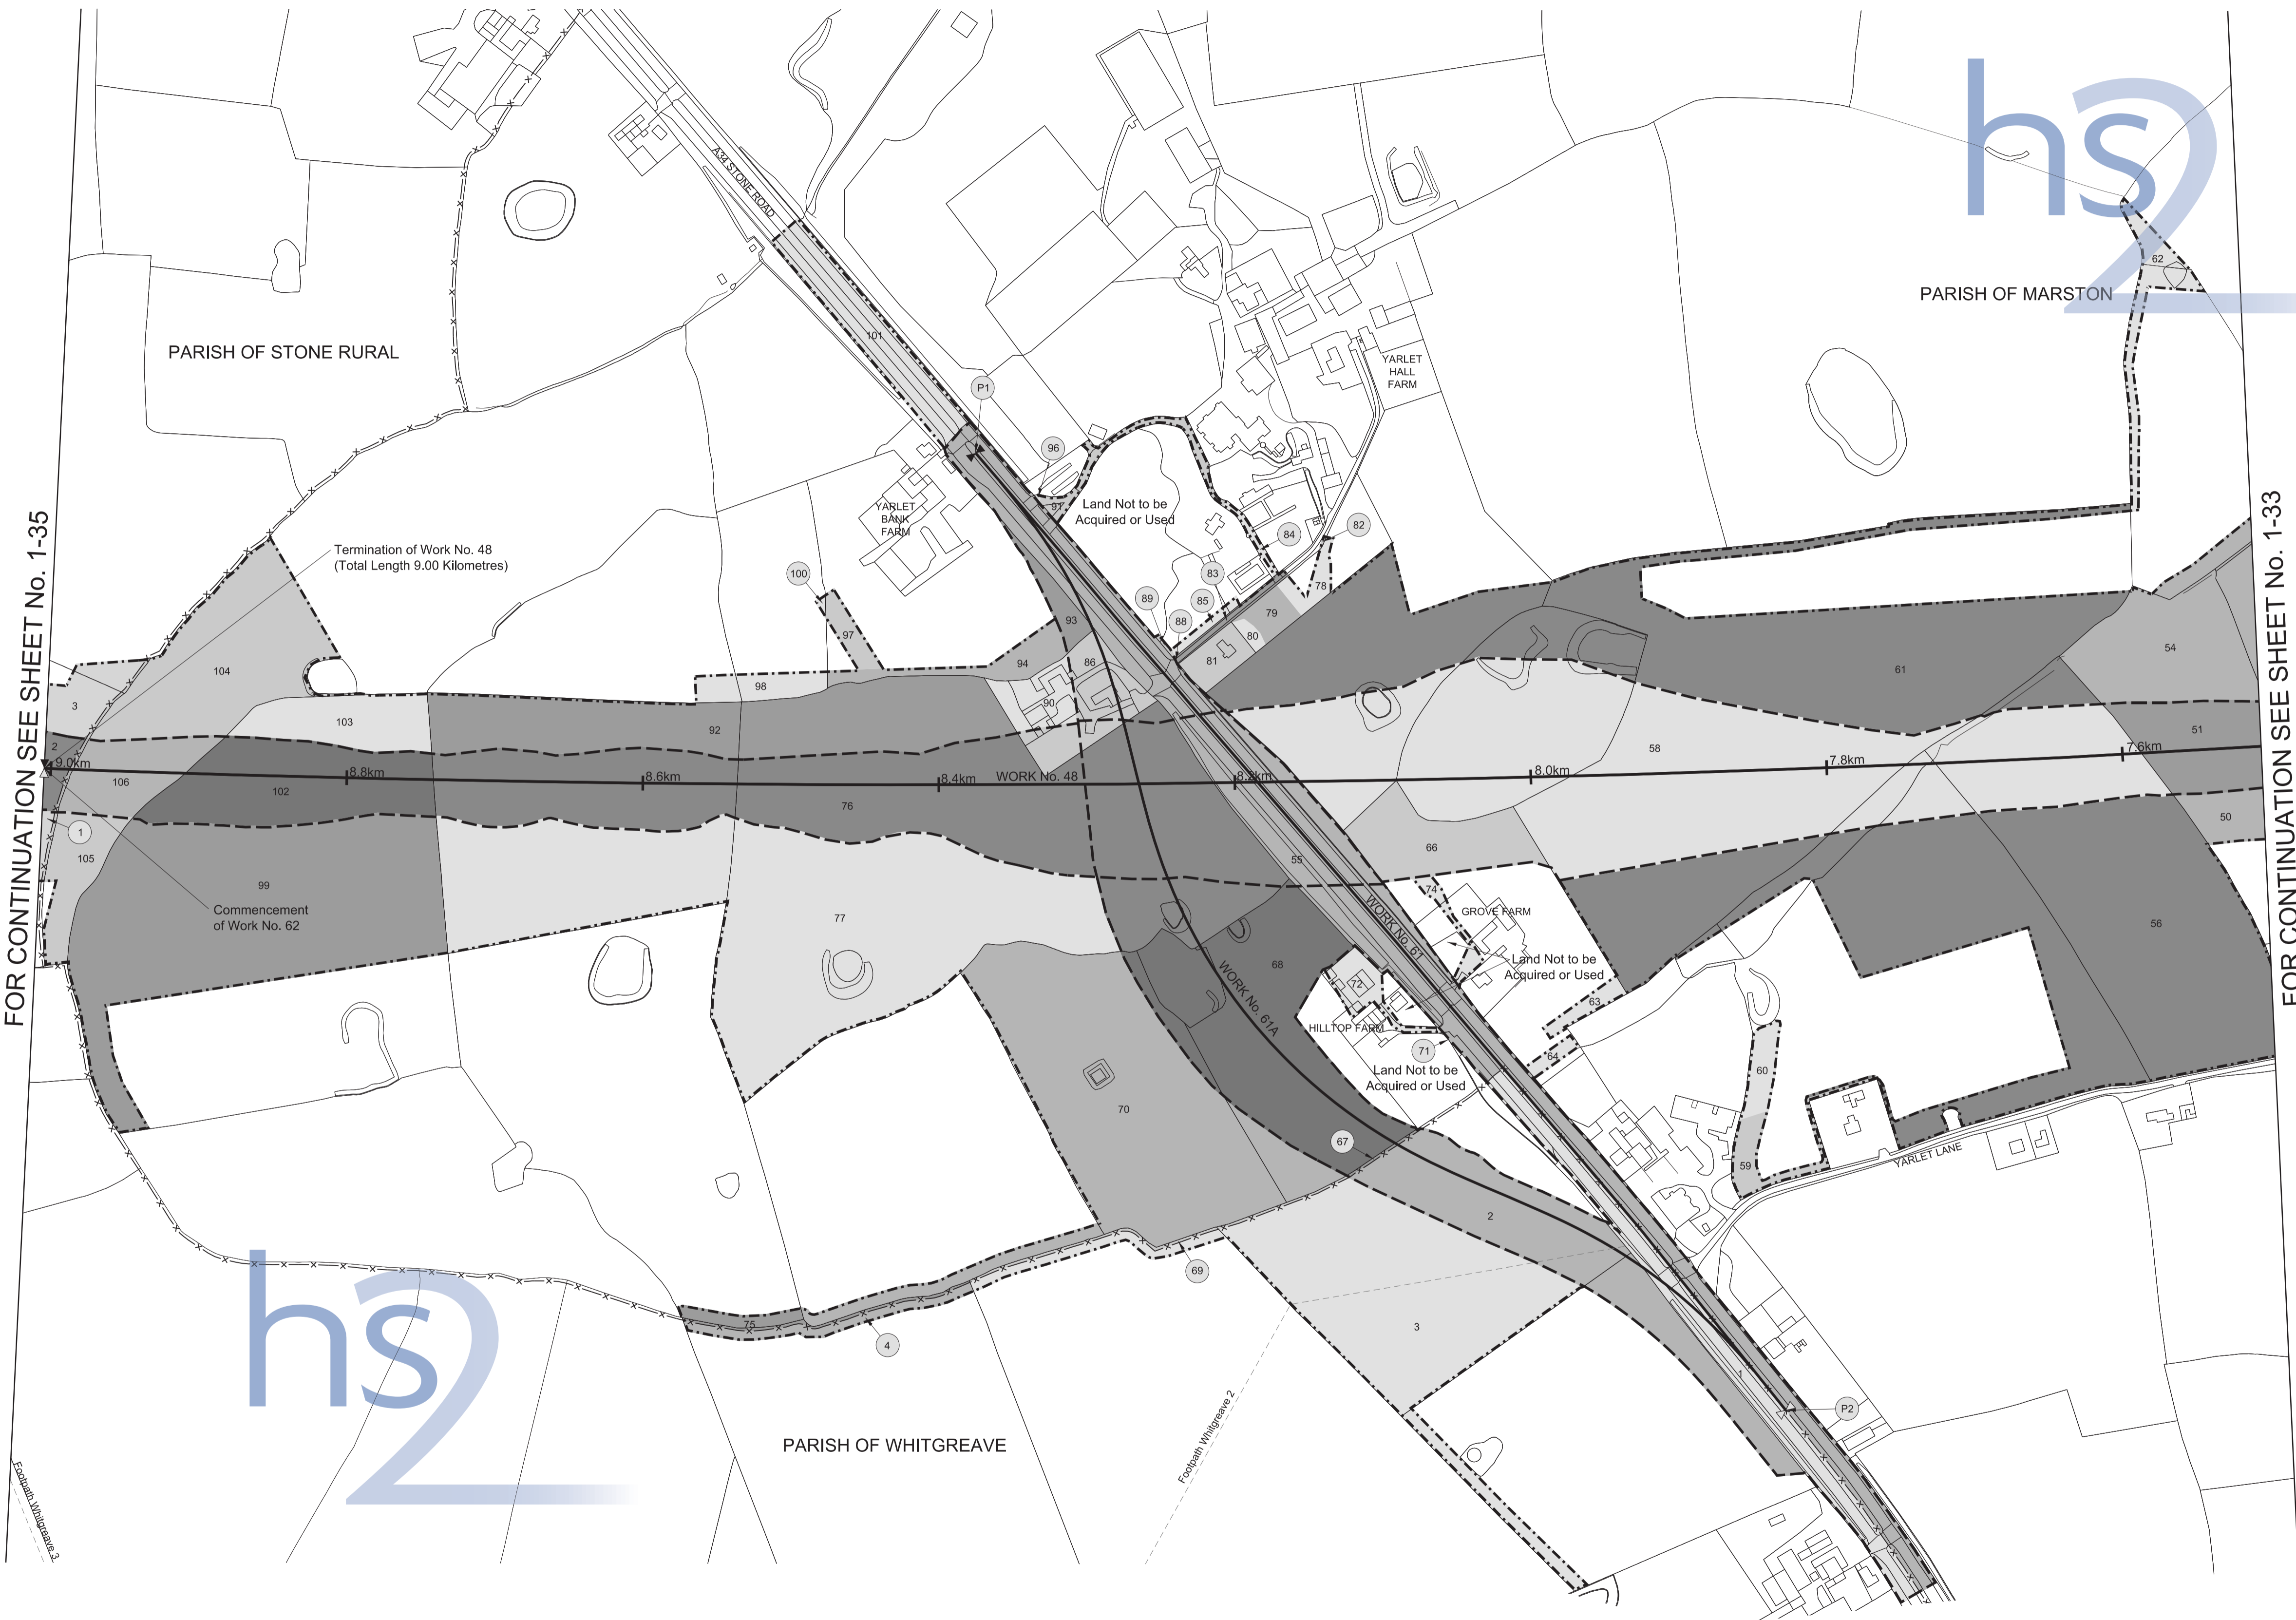 hs2
PARISH OF MARSTON
62
PARISH OF STONE RURAL
A34 STONE ROAD
101
P1
YARLET
HALL
FARM
96
91
Land Not to be
Acquired or Used
YARLET
BANK
FARM
84
82
83
78
85
79
89
88
80
81
100
97
93
94
86
90
98
92
61
54
51
58
FOR CONTINUATION SEE SHEET No. 1-35
FOR CONTINUATION SEE SHEET No. 1-33
Termination of Work No. 48
(Total Length 9.00 Kilometres)
104
3
103
2
9.0km
8.8km
8.6km
8.4km
WORK No. 48
8.2km
8.0km
7.8km
7.6km
106
102
76
1
105
99
Commencement
of Work No. 62
77
55
66
50
74
GROVE FARM
WORK No. 61
Land Not to be
Acquired or Used
56
68
WORK No. 61A
72
HILLTOP FARM
71
63
64
Land Not to be
Acquired or Used
60
59
YARLET LANE
70
67
2
69
75
4
3
1
P2
hs2
PARISH OF WHITGREAVE
Footpath Whitgreave 2
Footpath Whitgreave 3